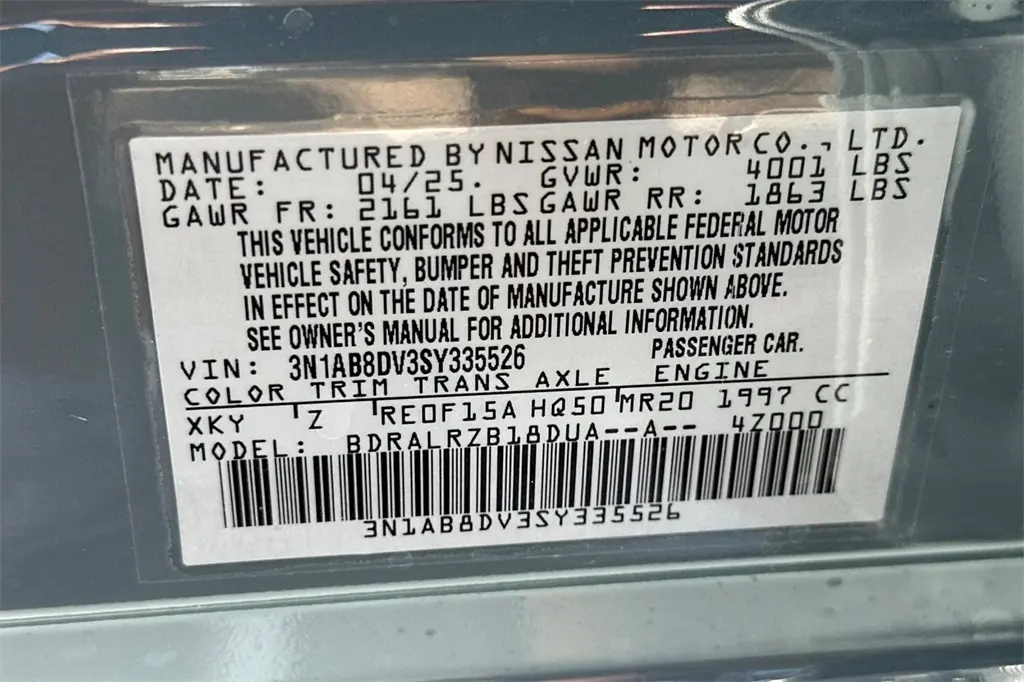 MANUFACTURED BY NISSAN MOTOR CO., LTD.
DATE: 04/25. GVWR: 4001 LBS
GAWR FR: 2161 LBS GAWR RR: 1863 LBS
THIS VEHICLE CONFORMS TO ALL APPLICABLE FEDERAL MOTOR
VEHICLE SAFETY, BUMPER AND THEFT PREVENTION STANDARDS
IN EFFECT ON THE DATE OF MANUFACTURE SHOWN ABOVE.
SEE OWNER'S MANUAL FOR ADDITIONAL INFORMATION.
VIN: 3N1AB8DV3SY335526 PASSENGER CAR.
COLOR TRIM TRANS AXLE ENGINE
XKY Z RE0F15A HQ50 MR20 1997 CC
MODEL: BDRALRZB18DUA--A-- 4Z000
3N1AB8DV3SY335526